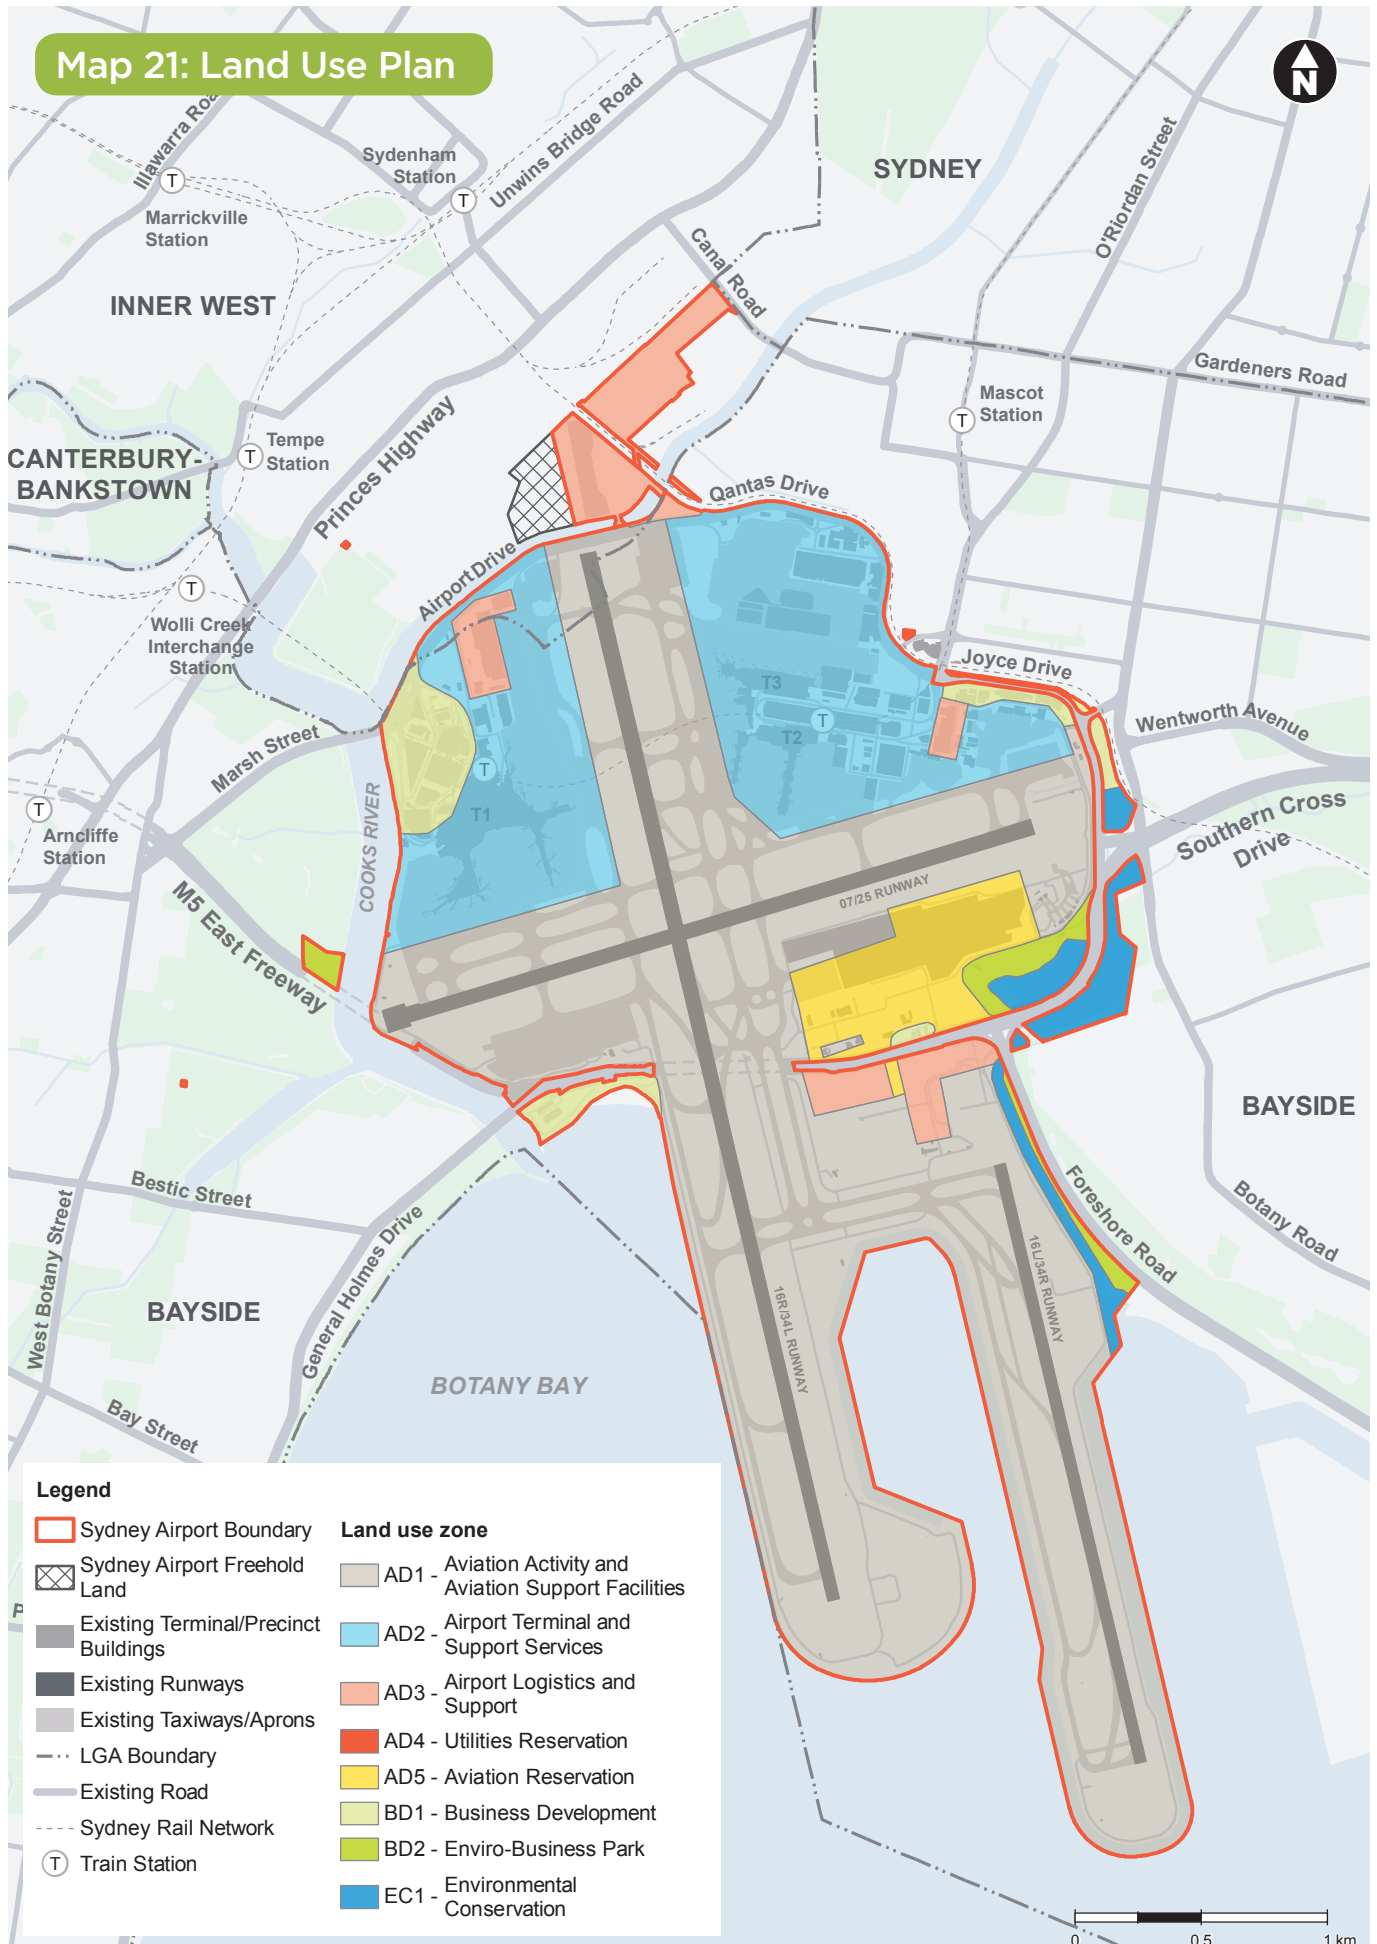 Map 21: Land Use Plan
N
Illawarra Roa
Sydenham
Station
Unwins Bridge Road
SYDNEY
O'Riordan Street
T
T
Marrickville
Station
Canal Road
INNER WEST
Gardeners Road
Mascot
Station
T
Princes Highway
Tempe
Station
T
CANTERBURY-
BANKSTOWN
Qantas Drive
Airport Drive
T
Wolli Creek
Interchange
Station
Joyce Drive
T3
T
T2
Wentworth Avenue
Marsh Street
T
T1
COOKS RIVER
T
Arncliffe
Station
Southern Cross
Drive
M5 East Freeway
07/25 RUNWAY
BAYSIDE
Bestic Street
West Botany Street
General Holmes Drive
Foreshore Road
Botany Road
16L/34R RUNWAY
16R/34L RUNWAY
BAYSIDE
BOTANY BAY
Bay Street
P
Legend
Sydney Airport Boundary
Sydney Airport Freehold
Land
Existing Terminal/Precinct
Buildings
Existing Runways
Existing Taxiways/Aprons
LGA Boundary
Existing Road
Sydney Rail Network
T Train Station
Land use zone
AD1 - Aviation Activity and
Aviation Support Facilities
AD2 - Airport Terminal and
Support Services
AD3 - Airport Logistics and
Support
AD4 - Utilities Reservation
AD5 - Aviation Reservation
BD1 - Business Development
BD2 - Enviro-Business Park
EC1 - Environmental
Conservation
0 0.5 1 km